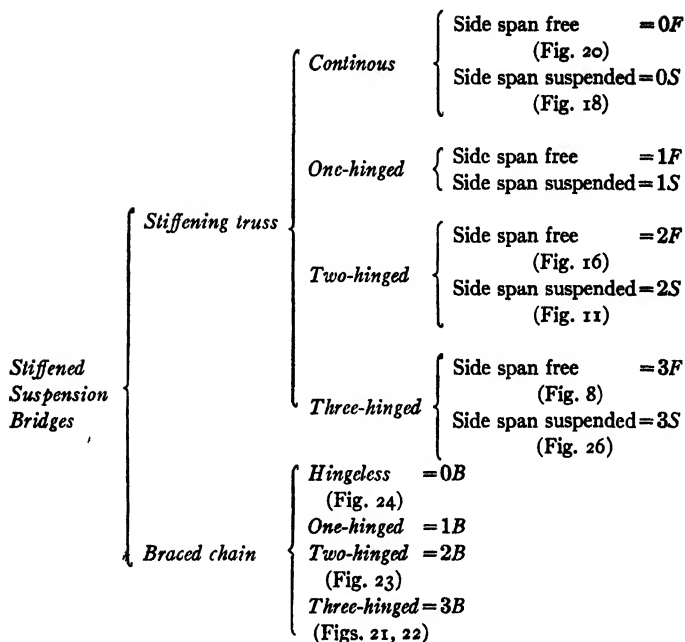 Stiffened
Suspension
Bridges
Stiffening truss
Continous
Side span free =0F
(Fig. 20)
Side span suspended=0S
(Fig. 18)
One-hinged
Side span free =1F
Side span suspended=1S
Two-hinged
Side span free =2F
(Fig. 16)
Side span suspended=2S
(Fig. 11)
Three-hinged
Side span free =3F
(Fig. 8)
Side span suspended=3S
(Fig. 26)
Braced chain
Hingeless =0B
(Fig. 24)
One-hinged =1B
Two-hinged =2B
(Fig. 23)
Three-hinged=3B
(Figs. 21, 22)